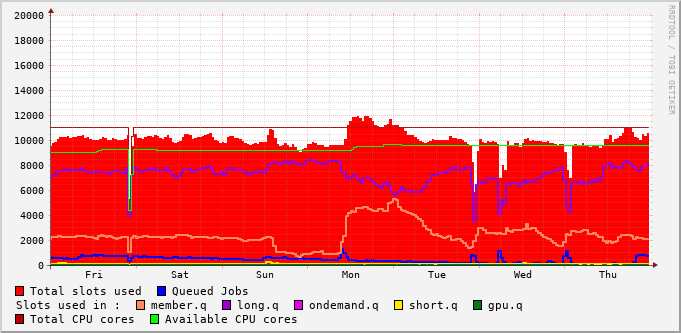 20000
18000
16000
14000
12000
10000
8000
6000
4000
2000
0
Fri Sat Sun Mon Tue Wed Thu
RRDTOOL / TOBI OETIKER
Total slots used Queued Jobs
Slots used in : member.q long.q ondemand.q short.q gpu.q
Total CPU cores Available CPU cores